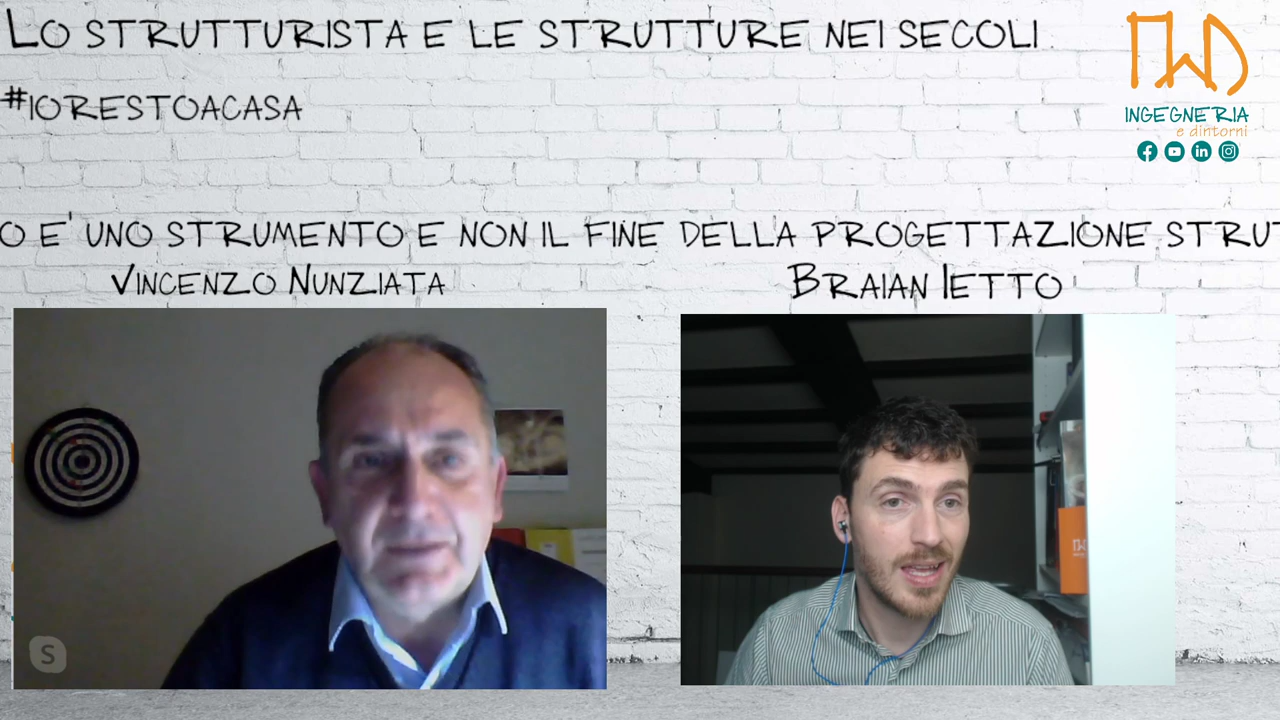 LO STRUTTURISTA E LE STRUTTURE NEI SECOLI
#IORESTOACASA
INGEGNERIA
e dintorni
O E' UNO STRUMENTO E NON IL FINE DELLA PROGETTAZIONE STRUT
VINCENZO NUNZIATA
BRAIAN IETTO
S